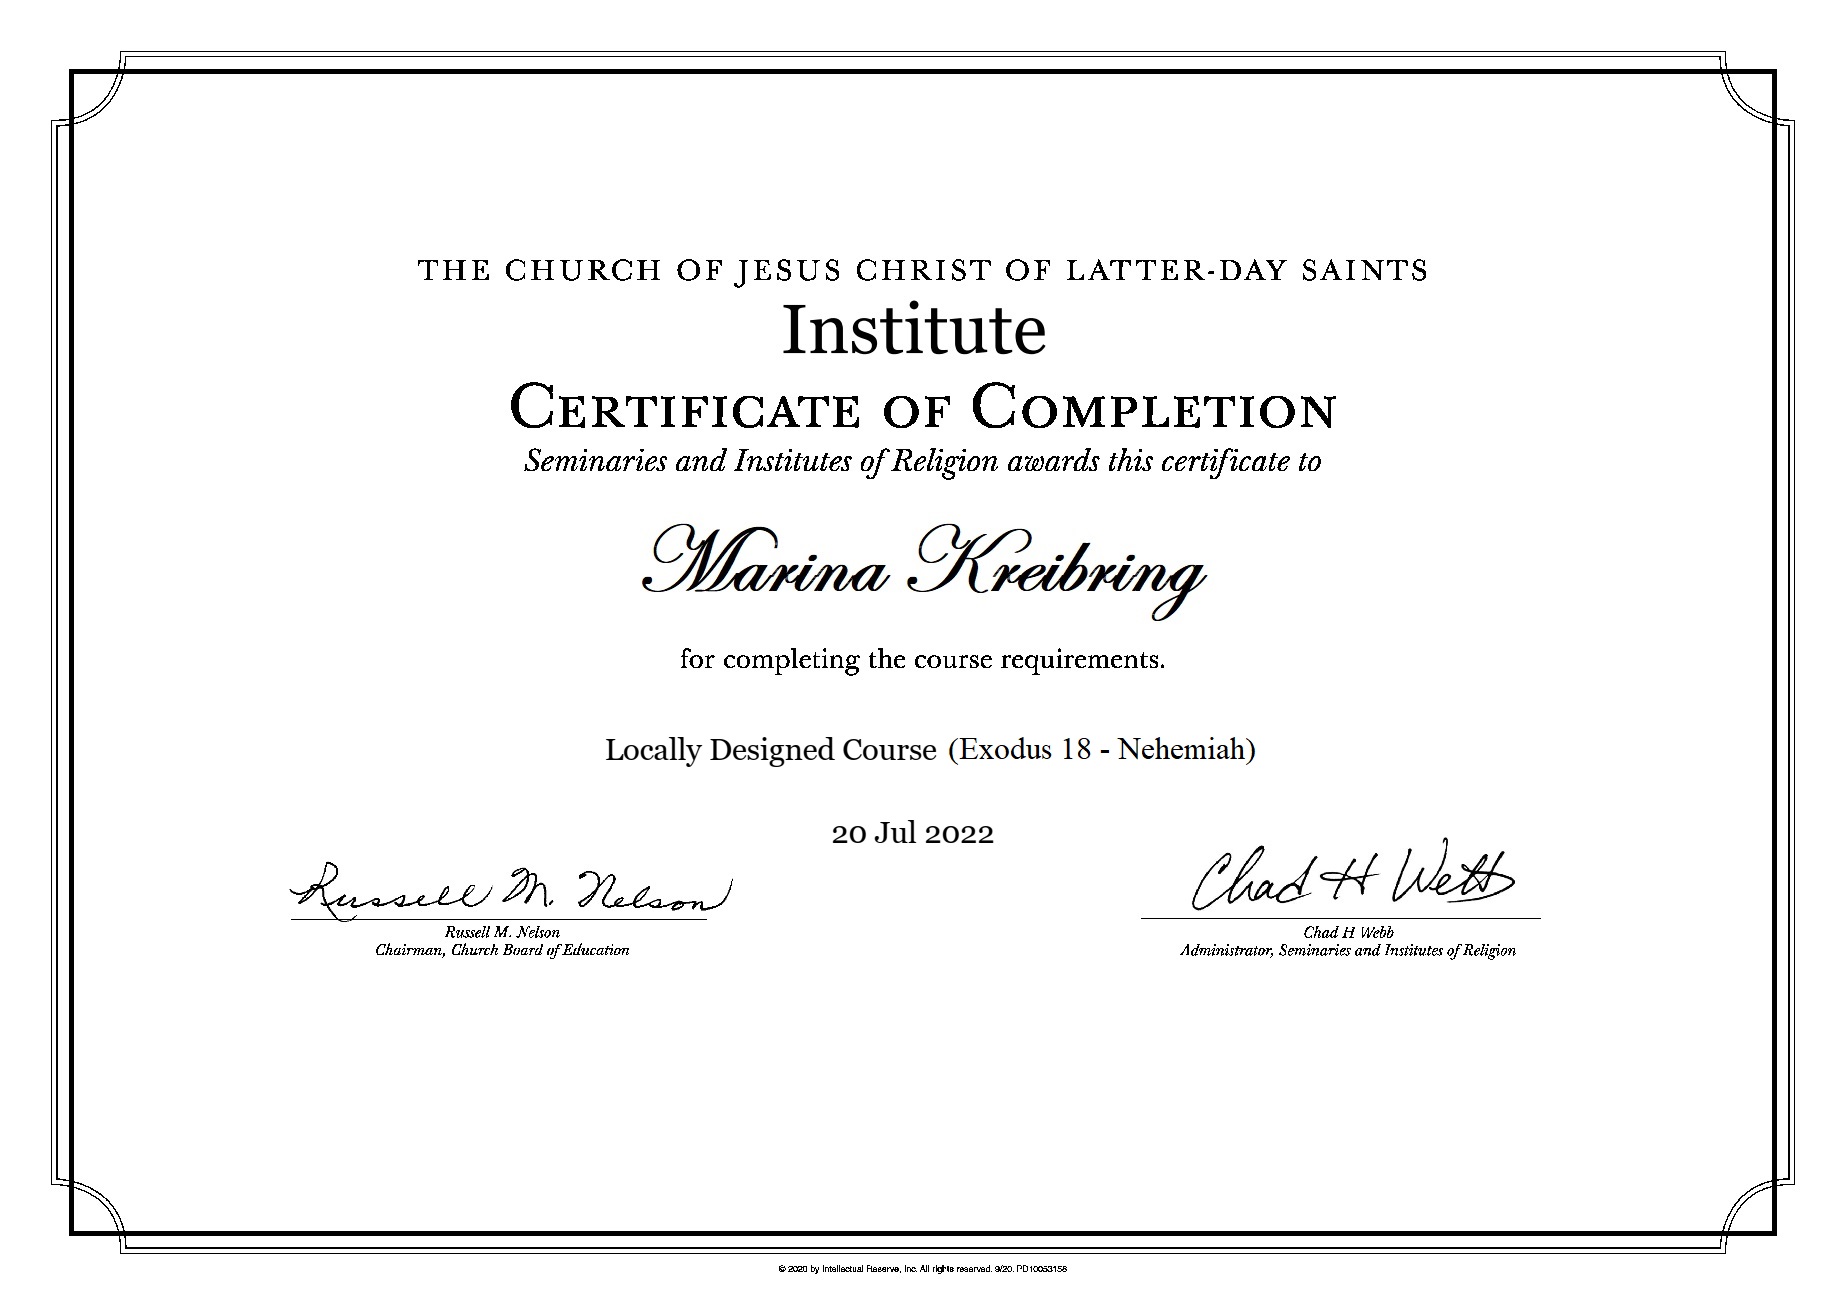 THE CHURCH OF JESUS CHRIST OF LATTER-DAY SAINTS
Institute
CERTIFICATE OF COMPLETION
Seminaries and Institutes of Religion awards this certificate to
Marina Kreibring
for completing the course requirements.
Locally Designed Course (Exodus 18 - Nehemiah)
20 Jul 2022
Russell M. Nelson
Chad H Webb
Russell M. Nelson
Chairman, Church Board of Education
Chad H Webb
Administrator, Seminaries and Institutes of Religion
© 2020 by Intellectual Reserve, Inc. All rights reserved. 9/20. PD10053156